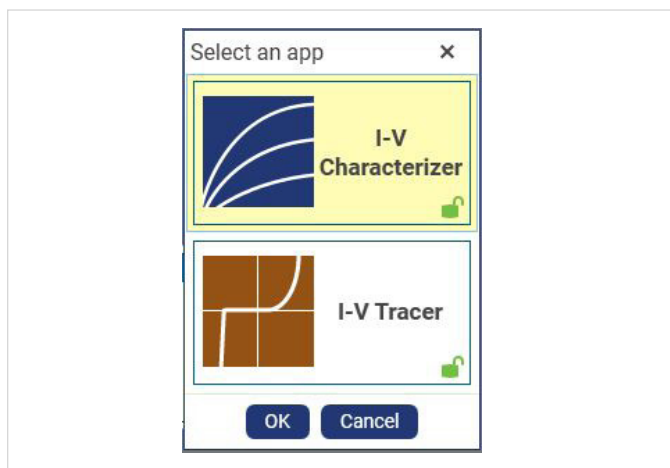 Select an app
I-V
Characterizer
I-V Tracer
OK
Cancel